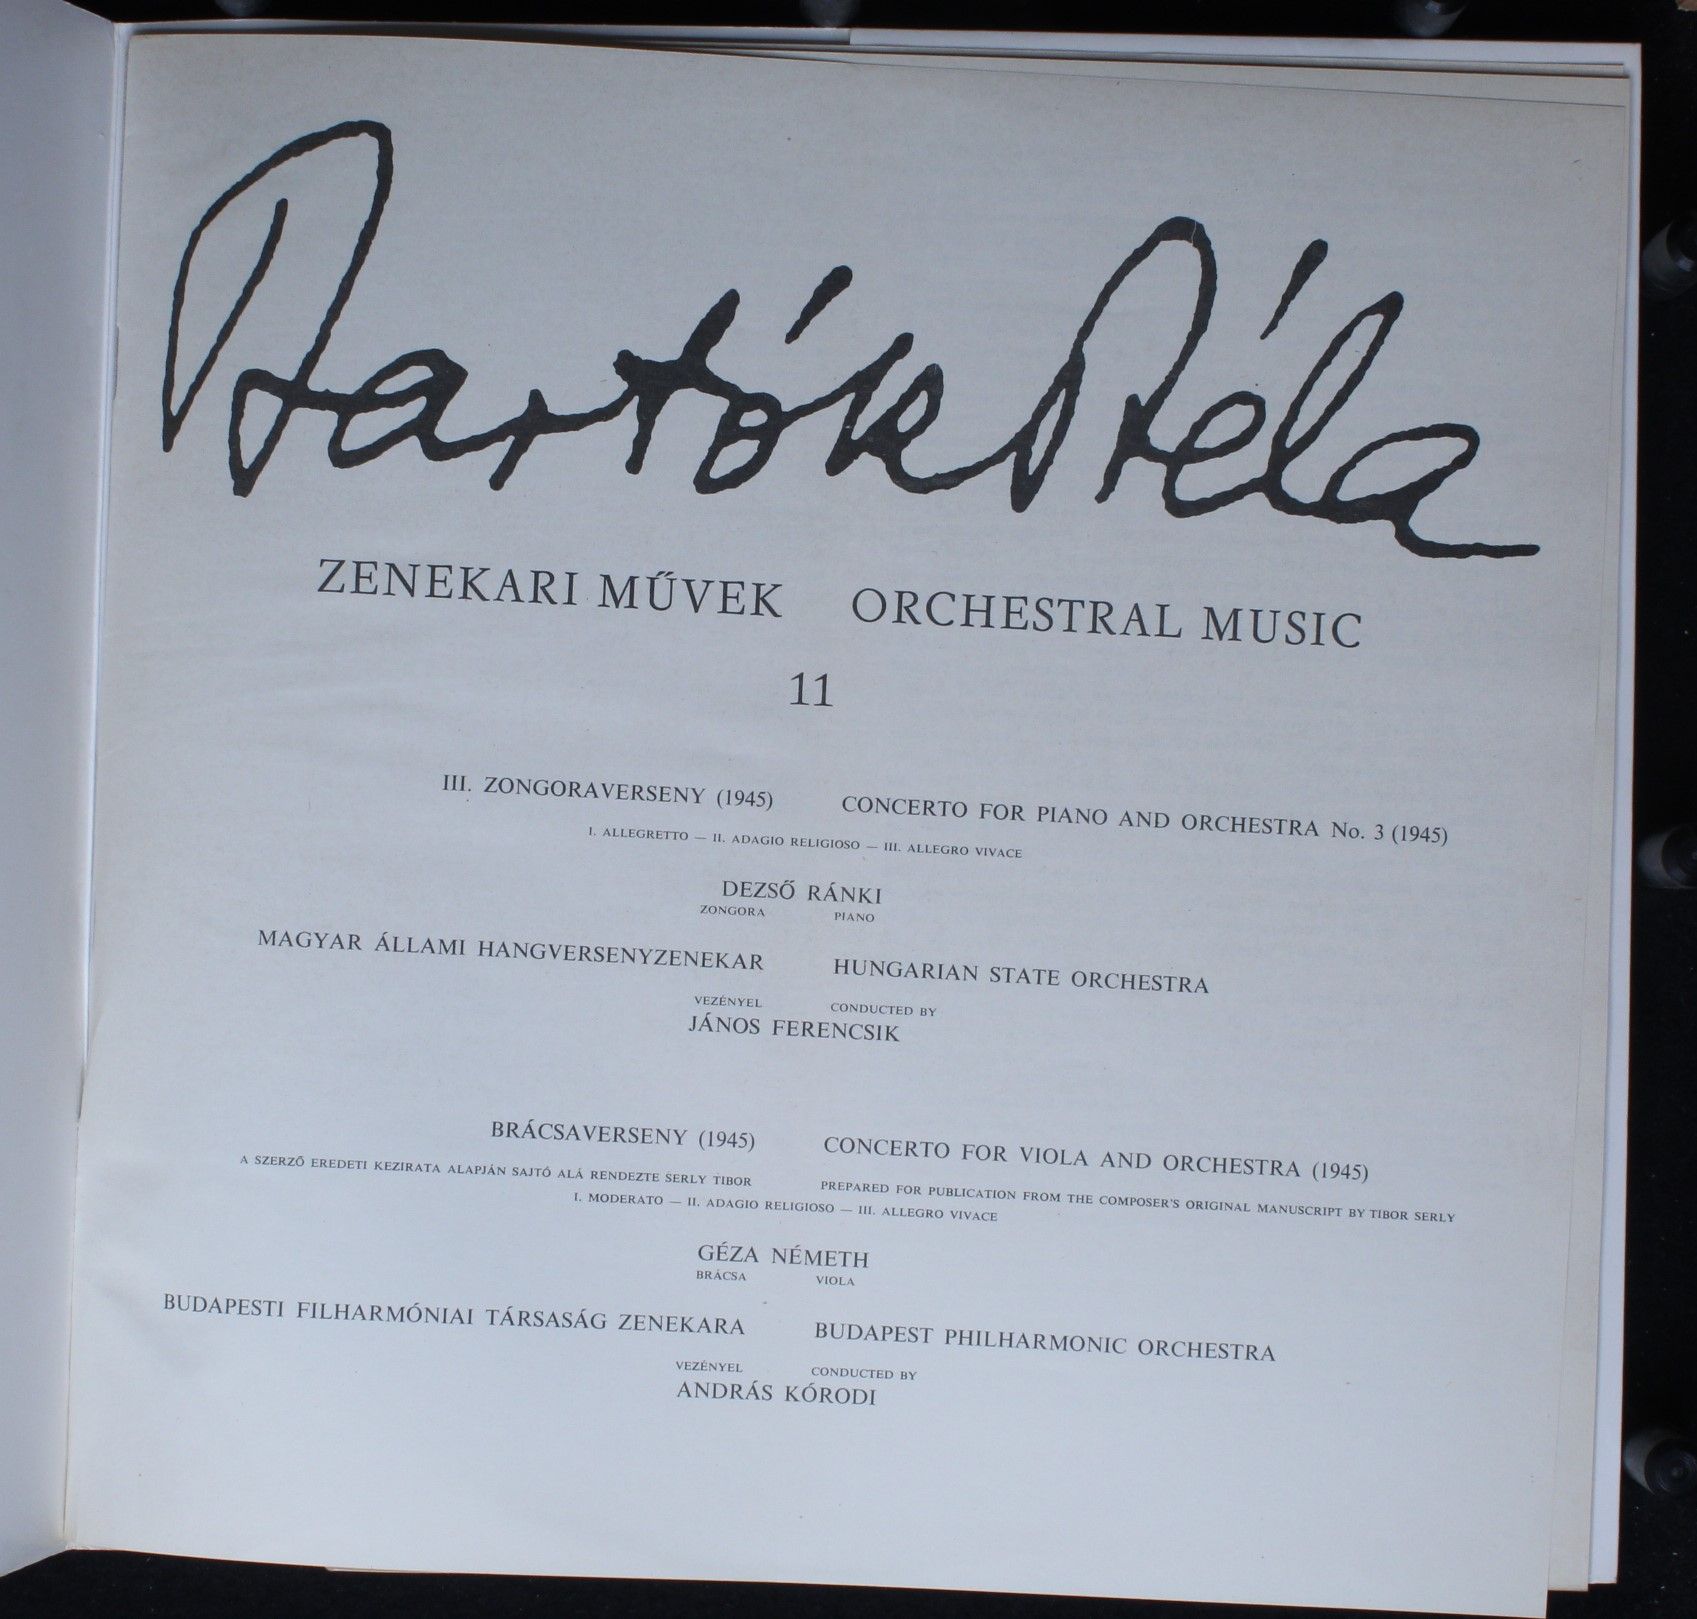 Bartók Béla
ZENEKARI MŰVEK ORCHESTRAL MUSIC
11
III. ZONGORAVERSENY (1945) CONCERTO FOR PIANO AND ORCHESTRA No. 3 (1945)
I. ALLEGRETTO — II. ADAGIO RELIGIOSO — III. ALLEGRO VIVACE
DEZSŐ RÁNKI
ZONGORA PIANO
MAGYAR ÁLLAMI HANGVERSENYZENEKAR HUNGARIAN STATE ORCHESTRA
VEZÉNYEL CONDUCTED BY
JÁNOS FERENCSIK
BRÁCSAVERSENY (1945) CONCERTO FOR VIOLA AND ORCHESTRA (1945)
A SZERZŐ EREDETI KEZIRATA ALAPJÁN SAJTÓ ALÁ RENDEZTE SERLY TIBOR PREPARED FOR PUBLICATION FROM THE COMPOSER'S ORIGINAL MANUSCRIPT BY TIBOR SERLY
I. MODERATO — II. ADAGIO RELIGIOSO — III. ALLEGRO VIVACE
GÉZA NÉMETH
BRÁCSA VIOLA
BUDAPESTI FILHARMÓNIAI TÁRSASÁG ZENEKARA BUDAPEST PHILHARMONIC ORCHESTRA
VEZÉNYEL CONDUCTED BY
ANDRÁS KÓRODI